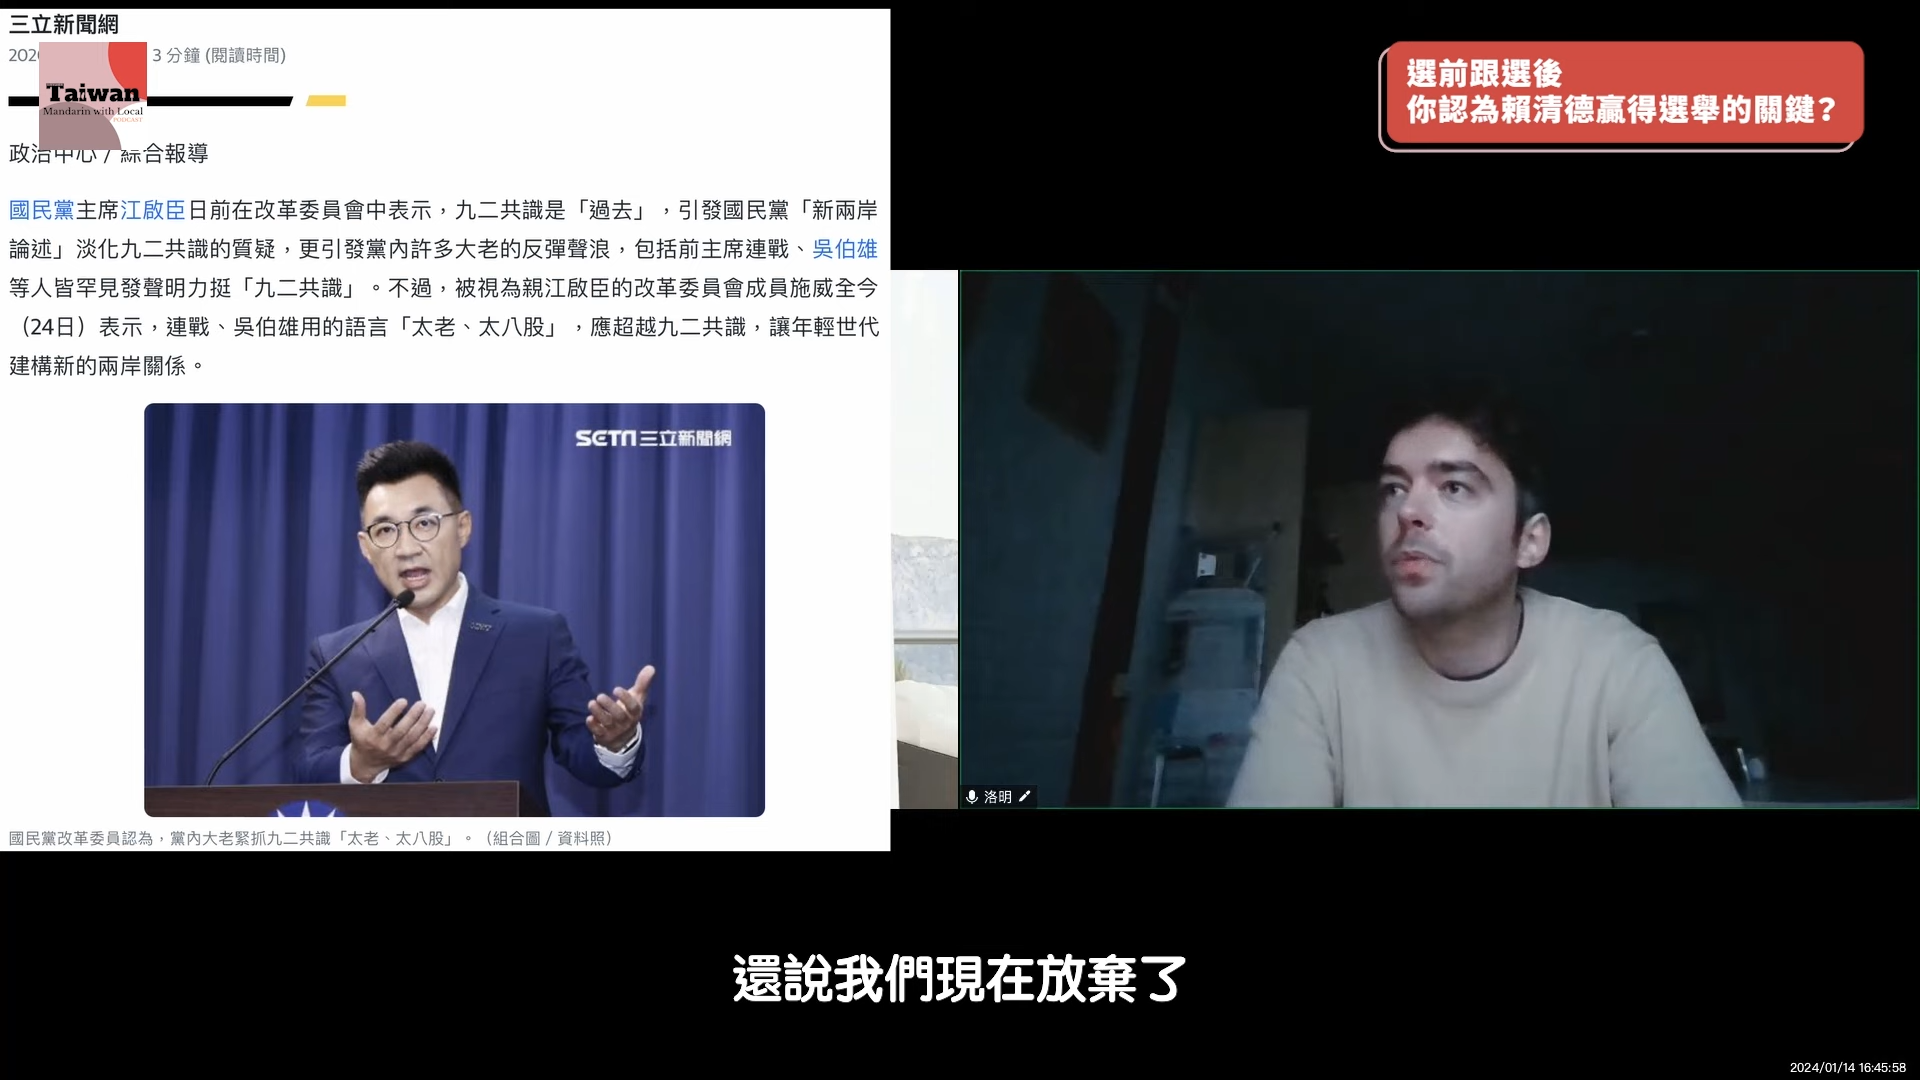 三立新聞網
202
3 分鐘 (閱讀時間)
Taiwan
Mandarin with Local
PODCAST
政治中心 / 綜合報導
國民黨主席江啟臣日前在改革委員會中表示，九二共識是「過去」，引發國民黨「新兩岸
論述」淡化九二共識的質疑，更引發黨內許多大老的反彈聲浪，包括前主席連戰、吳伯雄
等人皆罕見發聲明力挺「九二共識」。不過，被視為親江啟臣的改革委員會成員施威全今
（24日）表示，連戰、吳伯雄用的語言「太老、太八股」，應超越九二共識，讓年輕世代
建構新的兩岸關係。
SETN三立新聞網
國民黨改革委員認為，黨內大老緊抓九二共識「太老、太八股」。（組合圖 / 資料照）
選前跟選後
你認為賴清德贏得選舉的關鍵？
洛明
還說我們現在放棄了
2024/01/14 16:45:58